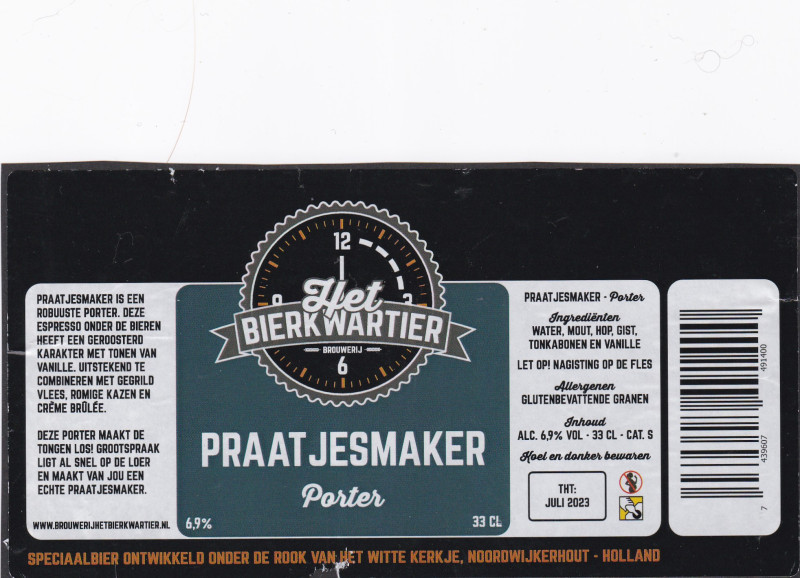 PRAATJESMAKER IS EEN
ROBUUSTE PORTER. DEZE
ESPRESSO ONDER DE BIEREN
HEEFT EEN GEROOSTERD
KARAKTER MET TONEN VAN
VANILLE. UITSTEKEND TE
COMBINEREN MET GEGRILD
VLEES, ROMIGE KAZEN EN
CRÈME BRÛLÉE.
DEZE PORTER MAAKT DE
TONGEN LOS! GROOTSPRAAK
LIGT AL SNEL OP DE LOER
EN MAAKT VAN JOU EEN
ECHTE PRAATJESMAKER.
WWW.BROUWERIJHETBIERKWARTIER.NL
12
9 3
Het
BIERKWARTIER
BROUWERIJ
6
PRAATJESMAKER
Porter
6,9% 33 CL
PRAATJESMAKER - Porter
Ingrediënten
WATER, MOUT, HOP, GIST,
TONKABONEN EN VANILLE
LET OP! NAGISTING OP DE FLES
Allergenen
GLUTENBEVATTENDE GRANEN
Inhoud
ALC. 6,9% VOL - 33 CL - CAT. S
Koel en donker bewaren
THT:
JULI 2023
7 439607 491400
SPECIAALBIER ONTWIKKELD ONDER DE ROOK VAN HET WITTE KERKJE, NOORDWIJKERHOUT - HOLLAND